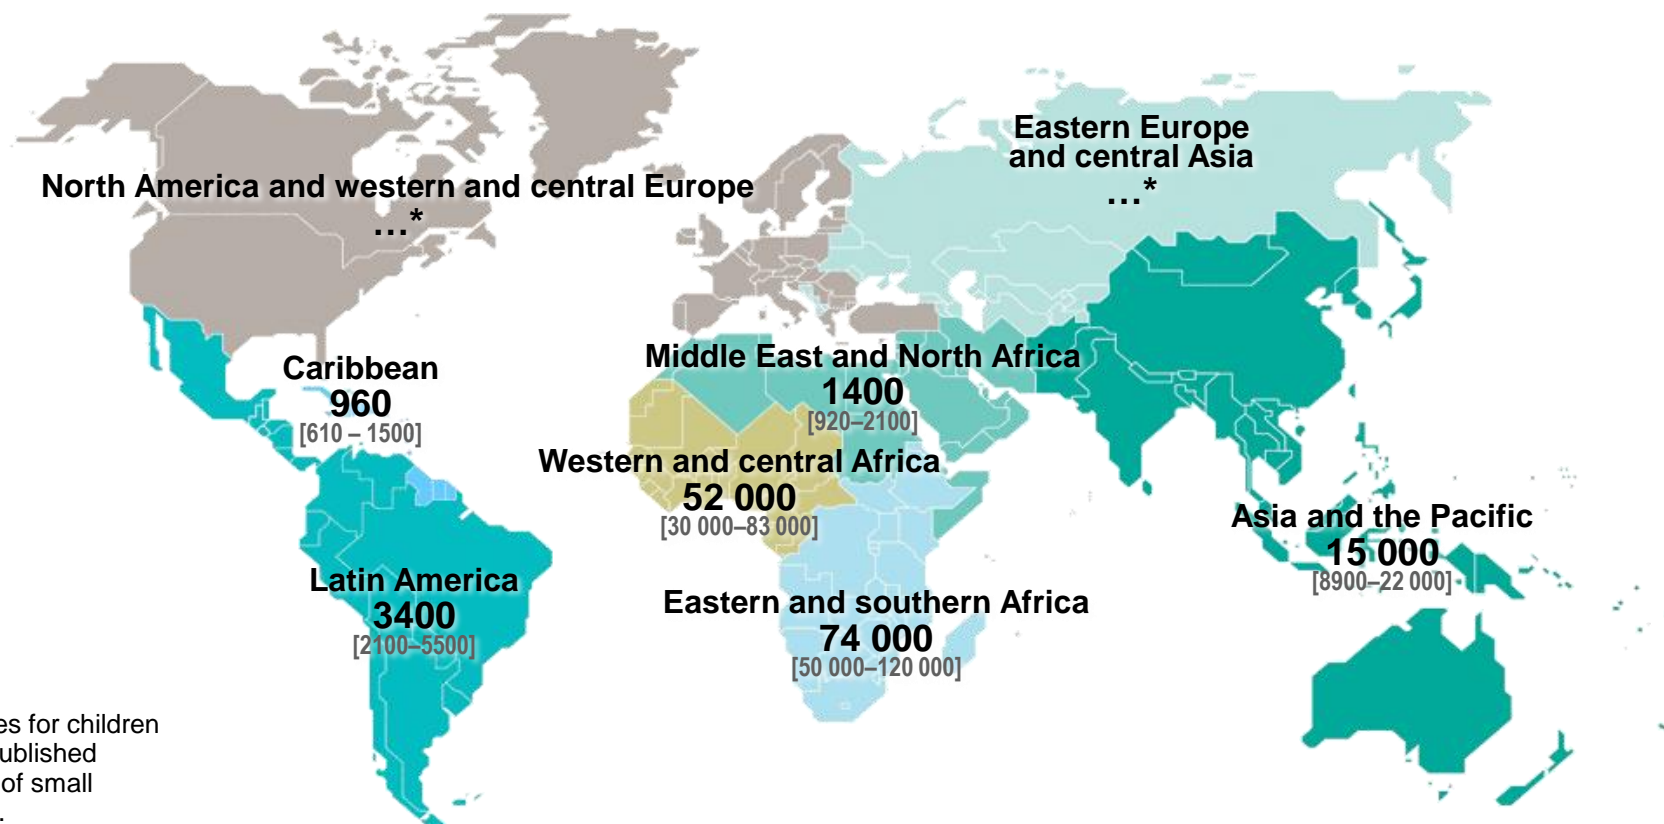 Eastern Europe
and central Asia
...*
North America and western and central Europe
...*
Caribbean
960
[610 – 1500]
Middle East and North Africa
1400
[920–2100]
Western and central Africa
52 000
[30 000–83 000]
Asia and the Pacific
15 000
[8900–22 000]
Latin America
3400
[2100–5500]
Eastern and southern Africa
74 000
[50 000–120 000]
es for children
ublished
of small
.